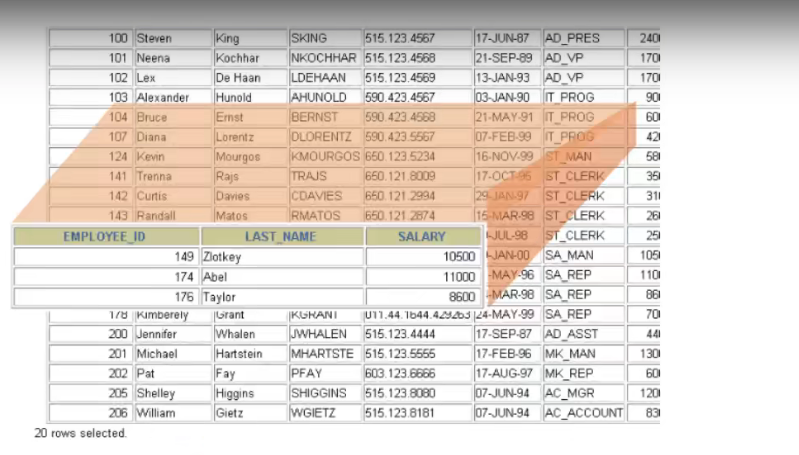 100 Steven King SKING 515.123.4567 17-JUN-87 AD_PRES 240
101 Neena Kochhar NKOCHHAR 515.123.4568 21-SEP-89 AD_VP 170
102 Lex De Haan LDEHAAN 515.123.4569 13-JAN-93 AD_VP 170
103 Alexander Hunold AHUNOLD 590.423.4567 03-JAN-90 IT_PROG 90
104 Bruce Ernst BERNST 590.423.4568 21-MAY-91 IT_PROG 60
107 Diana Lorentz DLORENTZ 590.423.5567 07-FEB-99 IT_PROG 42
124 Kevin Mourgos KMOURGOS 650.123.5234 16-NOV-99 ST_MAN 58
141 Trenna Rajs TRAJS 650.121.8009 17-OCT-95 ST_CLERK 35
142 Curtis Davies CDAVIES 650.121.2994 29-JAN-97 ST_CLERK 31
143 Randall Matos RMATOS 650.121.2874 15-MAR-98 ST_CLERK 26
-JUL-98 ST_CLERK 25
EMPLOYEE_ID LAST_NAME SALARY
149 Zlotkey 10500
-JAN-00 SA_MAN 105
174 Abel 11000
-MAY-96 SA_REP 110
176 Taylor 8600
-MAR-98 SA_REP 86
178 Kimberely Grant KGRANT 011.44.1644.429263 24-MAY-99 SA_REP 70
200 Jennifer Whalen JWHALEN 515.123.4444 17-SEP-87 AD_ASST 44
201 Michael Hartstein MHARTSTE 515.123.5555 17-FEB-96 MK_MAN 130
202 Pat Fay PFAY 603.123.6666 17-AUG-97 MK_REP 60
205 Shelley Higgins SHIGGINS 515.123.8080 07-JUN-94 AC_MGR 120
206 William Gietz WGIETZ 515.123.8181 07-JUN-94 AC_ACCOUNT 83
20 rows selected.